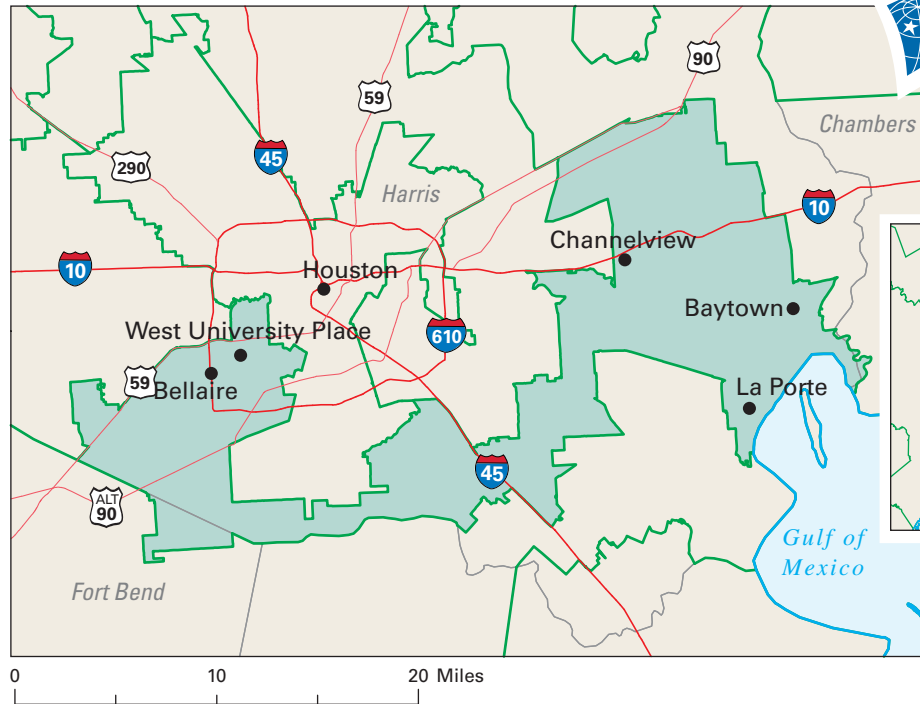 90
59
Chambers
290
45
Harris
10
Channelview
10
Houston
Baytown
West University Place
610
59
Bellaire
La Porte
45
ALT
90
Gulf of
Mexico
Fort Bend
0 10 20 Miles